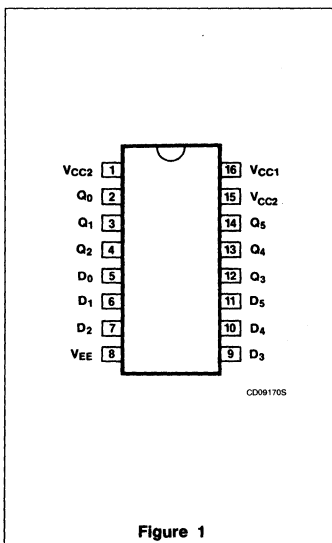 VCC2 1 16 VCC1
Q0 2 15 VCC2
Q1 3 14 Q5
Q2 4 13 Q4
D0 5 12 Q3
D1 6 11 D5
D2 7 10 D4
VEE 8 9 D3
CD09170S
Figure 1